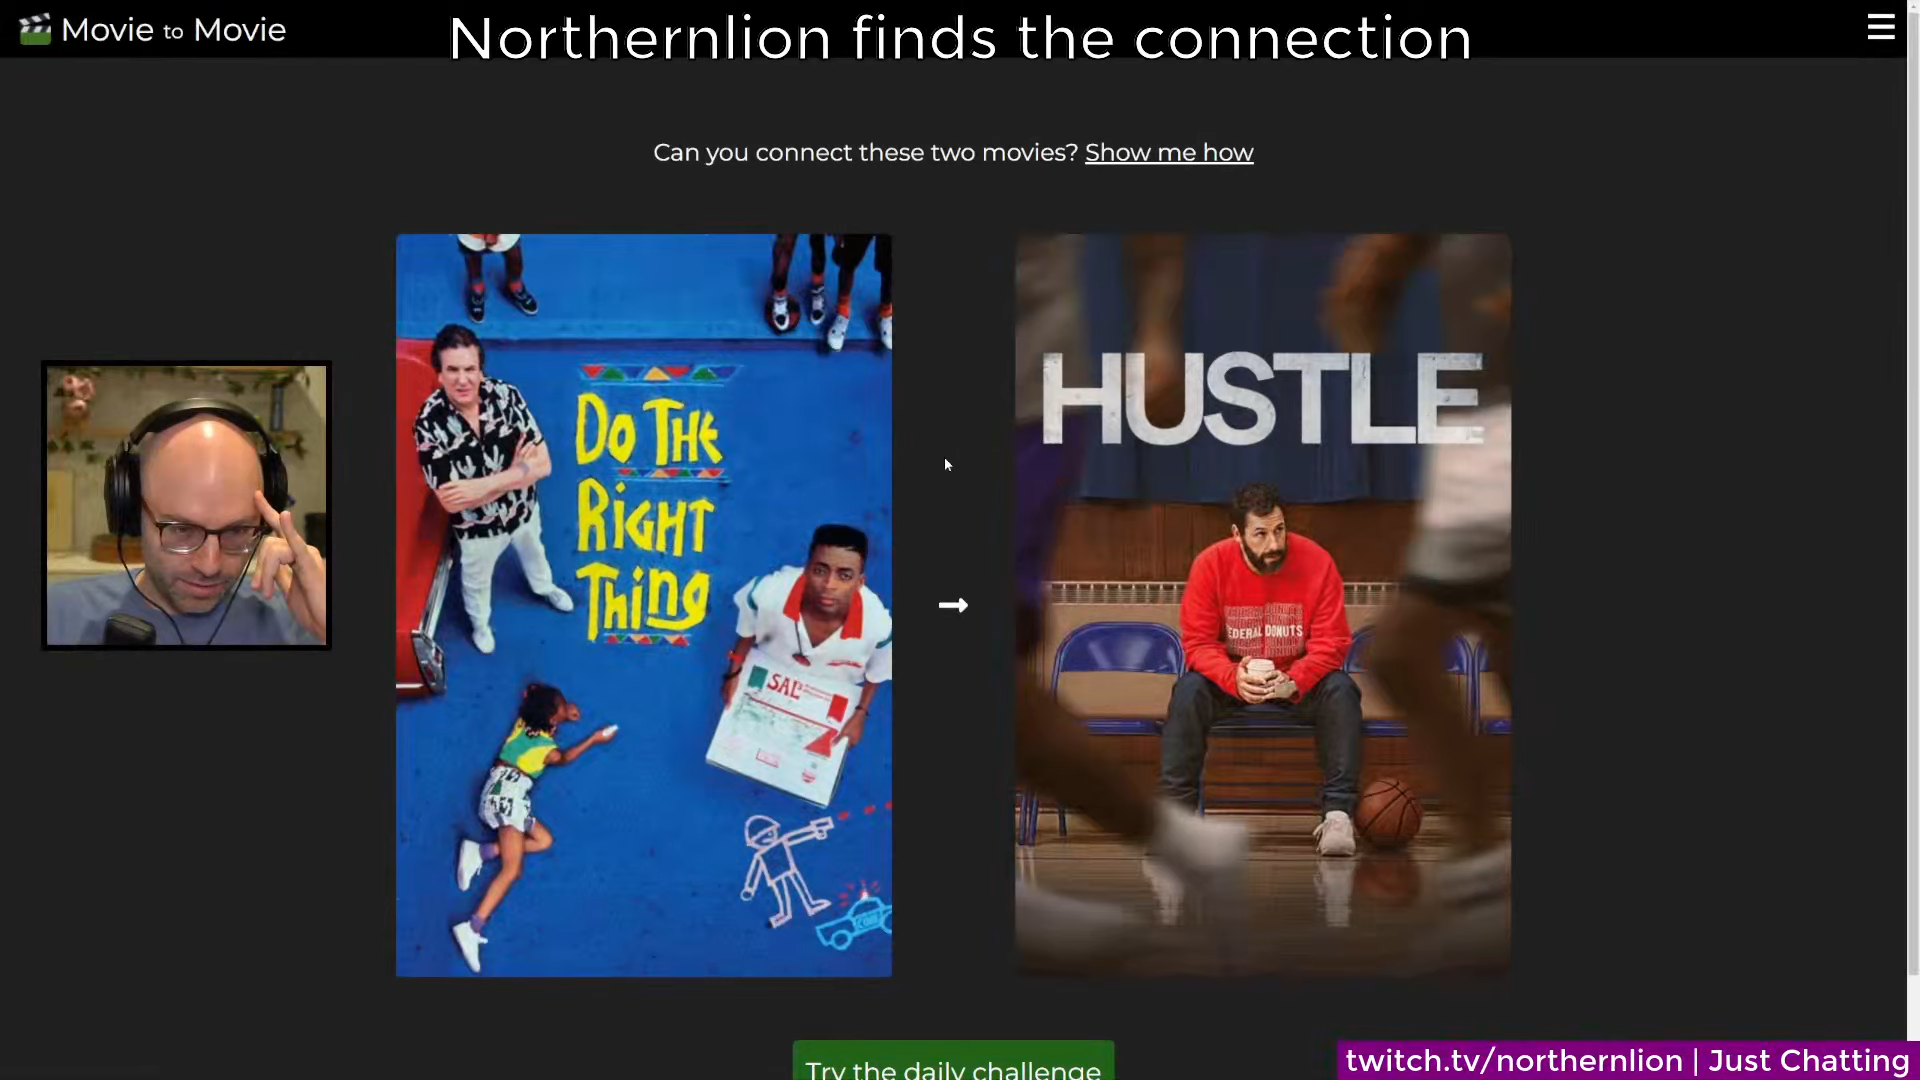 Movie to Movie
Northernlion finds the connection
Can you connect these two movies? Show me how
DO THE
RIGHT
THING
SAL'
HUSTLE
FEDERAL DONUTS
Try the daily challenge
twitch.tv/northernlion | Just Chatting